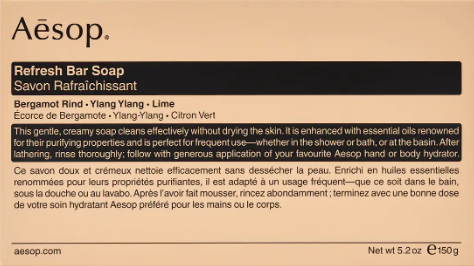 Aēsop.
Refresh Bar Soap
Savon Rafraîchissant
Bergamot Rind • Ylang Ylang • Lime
Écorce de Bergamote • Ylang-Ylang • Citron Vert
This gentle, creamy soap cleans effectively without drying the skin. It is enhanced with essential oils renowned
for their purifying properties and is perfect for frequent use—whether in the shower or bath, or at the basin. After
lathering, rinse thoroughly; follow with generous application of your favourite Aesop hand or body hydrator.
Ce savon doux et crémeux nettoie efficacement sans dessécher la peau. Enrichi en huiles essentielles
renommées pour leurs propriétés purifiantes, il est adapté à un usage fréquent—que ce soit dans le bain,
sous la douche ou au lavabo. Après l'avoir fait mousser, rincez abondamment ; terminez avec une bonne dose
de votre soin hydratant Aesop préféré pour les mains ou le corps.
aesop.com Net wt 5.2 oz ℮150 g